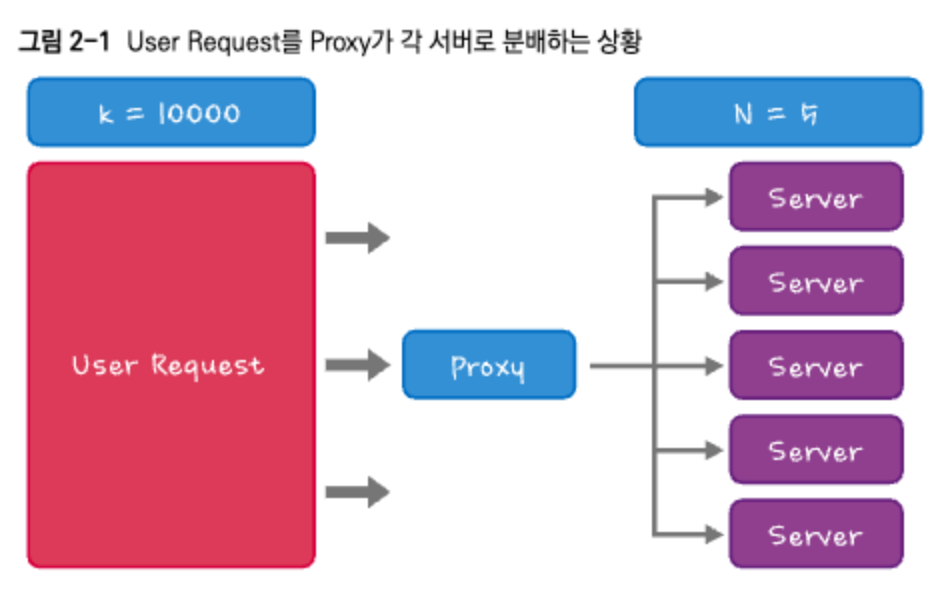 그림 2-1 User Request를 Proxy가 각 서버로 분배하는 상황
k = 10000
N = 5
User Request
Proxy
Server
Server
Server
Server
Server